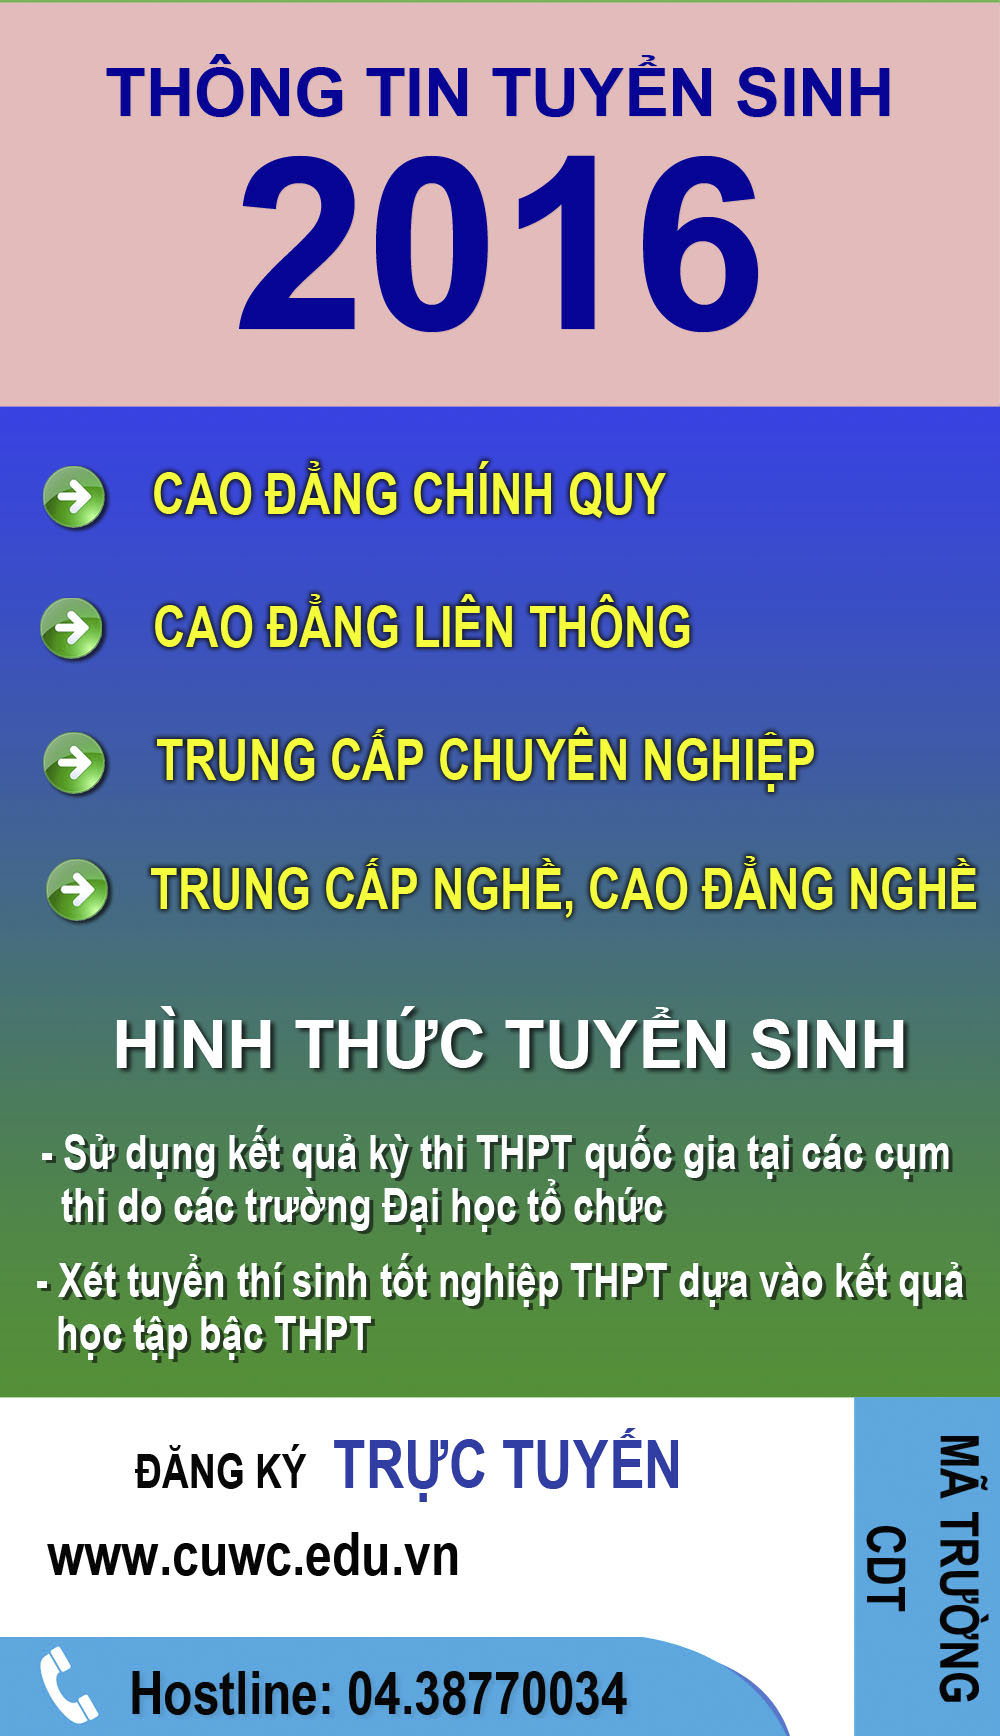 THÔNG TIN TUYỂN SINH
2016
CAO ĐẲNG CHÍNH QUY
CAO ĐẲNG LIÊN THÔNG
TRUNG CẤP CHUYÊN NGHIỆP
TRUNG CẤP NGHỀ, CAO ĐẲNG NGHỀ
HÌNH THỨC TUYỂN SINH
- Sử dụng kết quả kỳ thi THPT quốc gia tại các cụm
thi do các trường Đại học tổ chức
- Xét tuyển thí sinh tốt nghiệp THPT dựa vào kết quả
học tập bậc THPT
ĐĂNG KÝ TRỰC TUYẾN
www.cuwc.edu.vn
Hostline: 04.38770034
MÃ TRƯỜNG
CDT